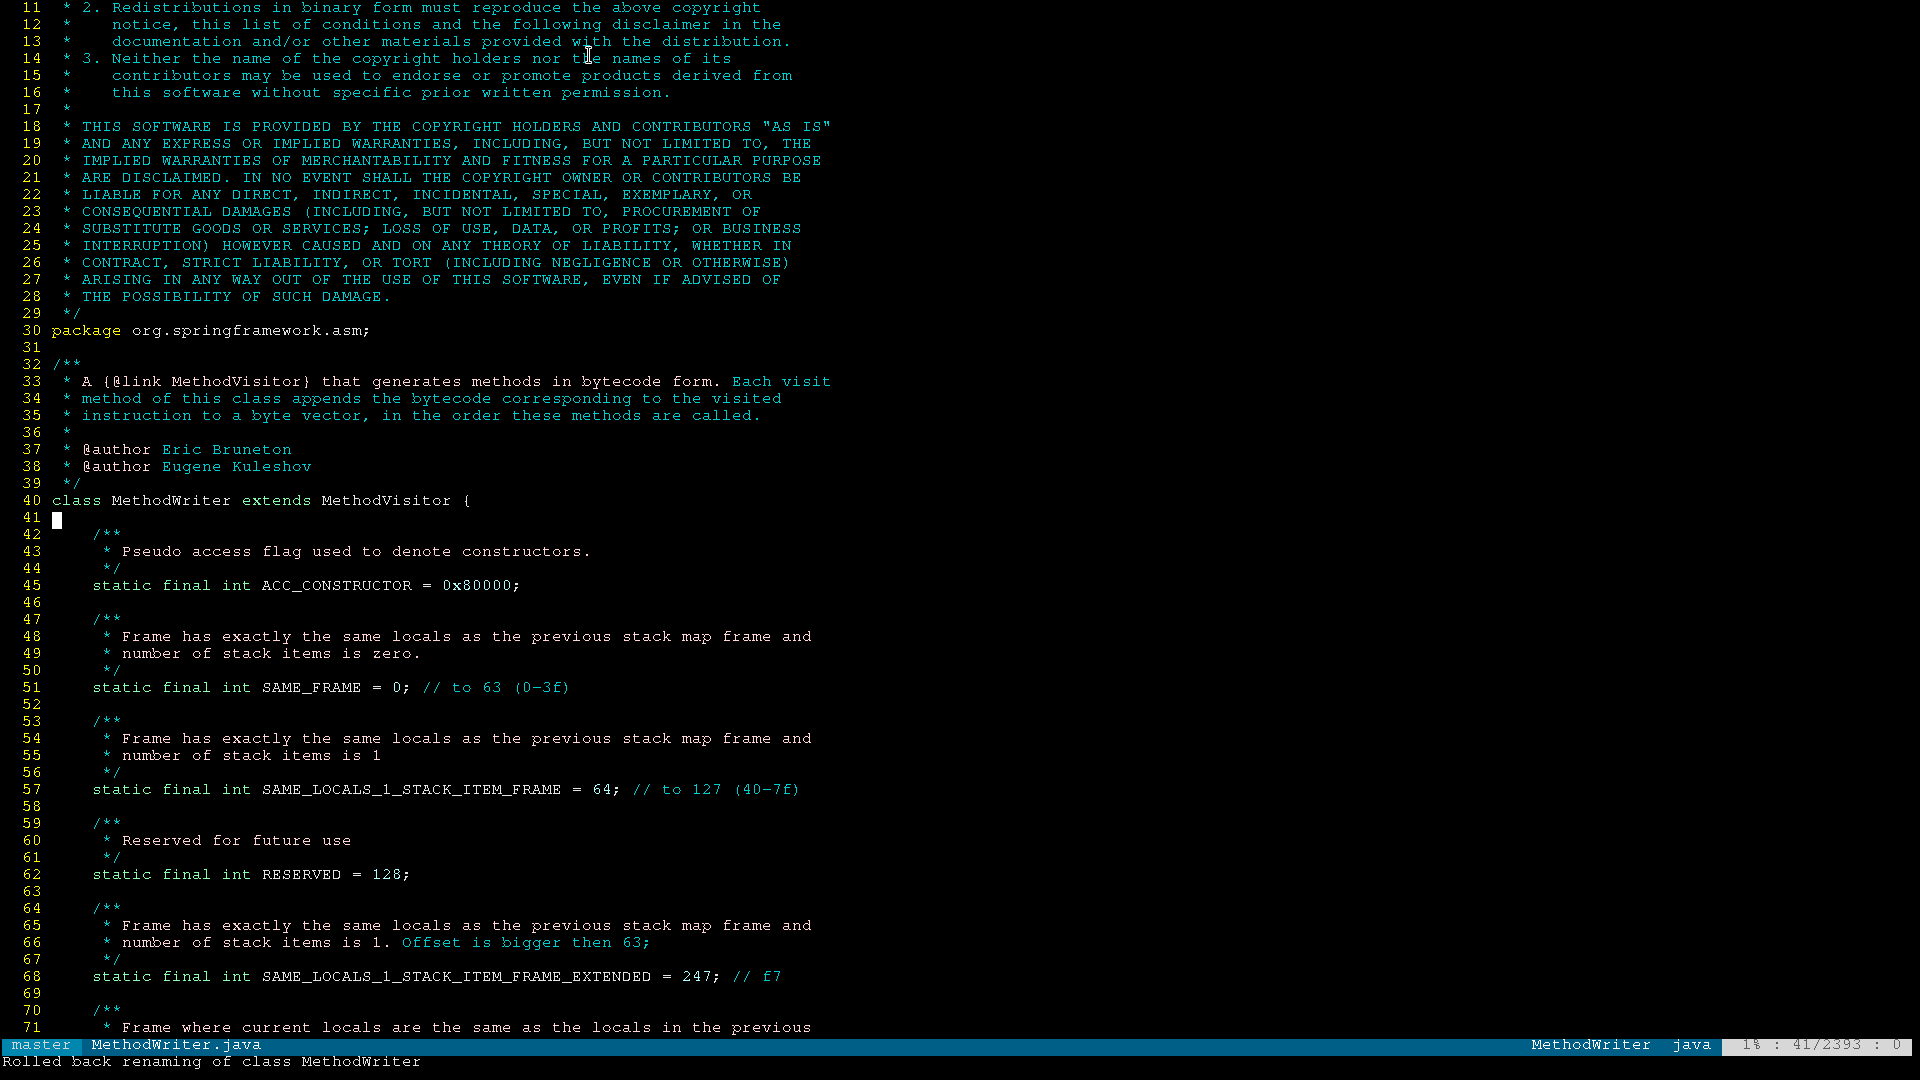 11  * 2. Redistributions in binary form must reproduce the above copyright
12  *    notice, this list of conditions and the following disclaimer in the
13  *    documentation and/or other materials provided with the distribution.
14  * 3. Neither the name of the copyright holders nor the names of its
15  *    contributors may be used to endorse or promote products derived from
16  *    this software without specific prior written permission.
17  *
18  * THIS SOFTWARE IS PROVIDED BY THE COPYRIGHT HOLDERS AND CONTRIBUTORS "AS IS"
19  * AND ANY EXPRESS OR IMPLIED WARRANTIES, INCLUDING, BUT NOT LIMITED TO, THE
20  * IMPLIED WARRANTIES OF MERCHANTABILITY AND FITNESS FOR A PARTICULAR PURPOSE
21  * ARE DISCLAIMED. IN NO EVENT SHALL THE COPYRIGHT OWNER OR CONTRIBUTORS BE
22  * LIABLE FOR ANY DIRECT, INDIRECT, INCIDENTAL, SPECIAL, EXEMPLARY, OR
23  * CONSEQUENTIAL DAMAGES (INCLUDING, BUT NOT LIMITED TO, PROCUREMENT OF
24  * SUBSTITUTE GOODS OR SERVICES; LOSS OF USE, DATA, OR PROFITS; OR BUSINESS
25  * INTERRUPTION) HOWEVER CAUSED AND ON ANY THEORY OF LIABILITY, WHETHER IN
26  * CONTRACT, STRICT LIABILITY, OR TORT (INCLUDING NEGLIGENCE OR OTHERWISE)
27  * ARISING IN ANY WAY OUT OF THE USE OF THIS SOFTWARE, EVEN IF ADVISED OF
28  * THE POSSIBILITY OF SUCH DAMAGE.
29  */
30 package org.springframework.asm;
31
32 /**
33  * A {@link MethodVisitor} that generates methods in bytecode form. Each visit
34  * method of this class appends the bytecode corresponding to the visited
35  * instruction to a byte vector, in the order these methods are called.
36  *
37  * @author Eric Bruneton
38  * @author Eugene Kuleshov
39  */
40 class MethodWriter extends MethodVisitor {
41
42     /**
43      * Pseudo access flag used to denote constructors.
44      */
45     static final int ACC_CONSTRUCTOR = 0x80000;
46
47     /**
48      * Frame has exactly the same locals as the previous stack map frame and
49      * number of stack items is zero.
50      */
51     static final int SAME_FRAME = 0; // to 63 (0-3f)
52
53     /**
54      * Frame has exactly the same locals as the previous stack map frame and
55      * number of stack items is 1
56      */
57     static final int SAME_LOCALS_1_STACK_ITEM_FRAME = 64; // to 127 (40-7f)
58
59     /**
60      * Reserved for future use
61      */
62     static final int RESERVED = 128;
63
64     /**
65      * Frame has exactly the same locals as the previous stack map frame and
66      * number of stack items is 1. Offset is bigger then 63;
67      */
68     static final int SAME_LOCALS_1_STACK_ITEM_FRAME_EXTENDED = 247; // f7
69
70     /**
71      * Frame where current locals are the same as the locals in the previous
master  MethodWriter.java  MethodWriter  java  1% : 41/2393 : 0
Rolled back renaming of class MethodWriter